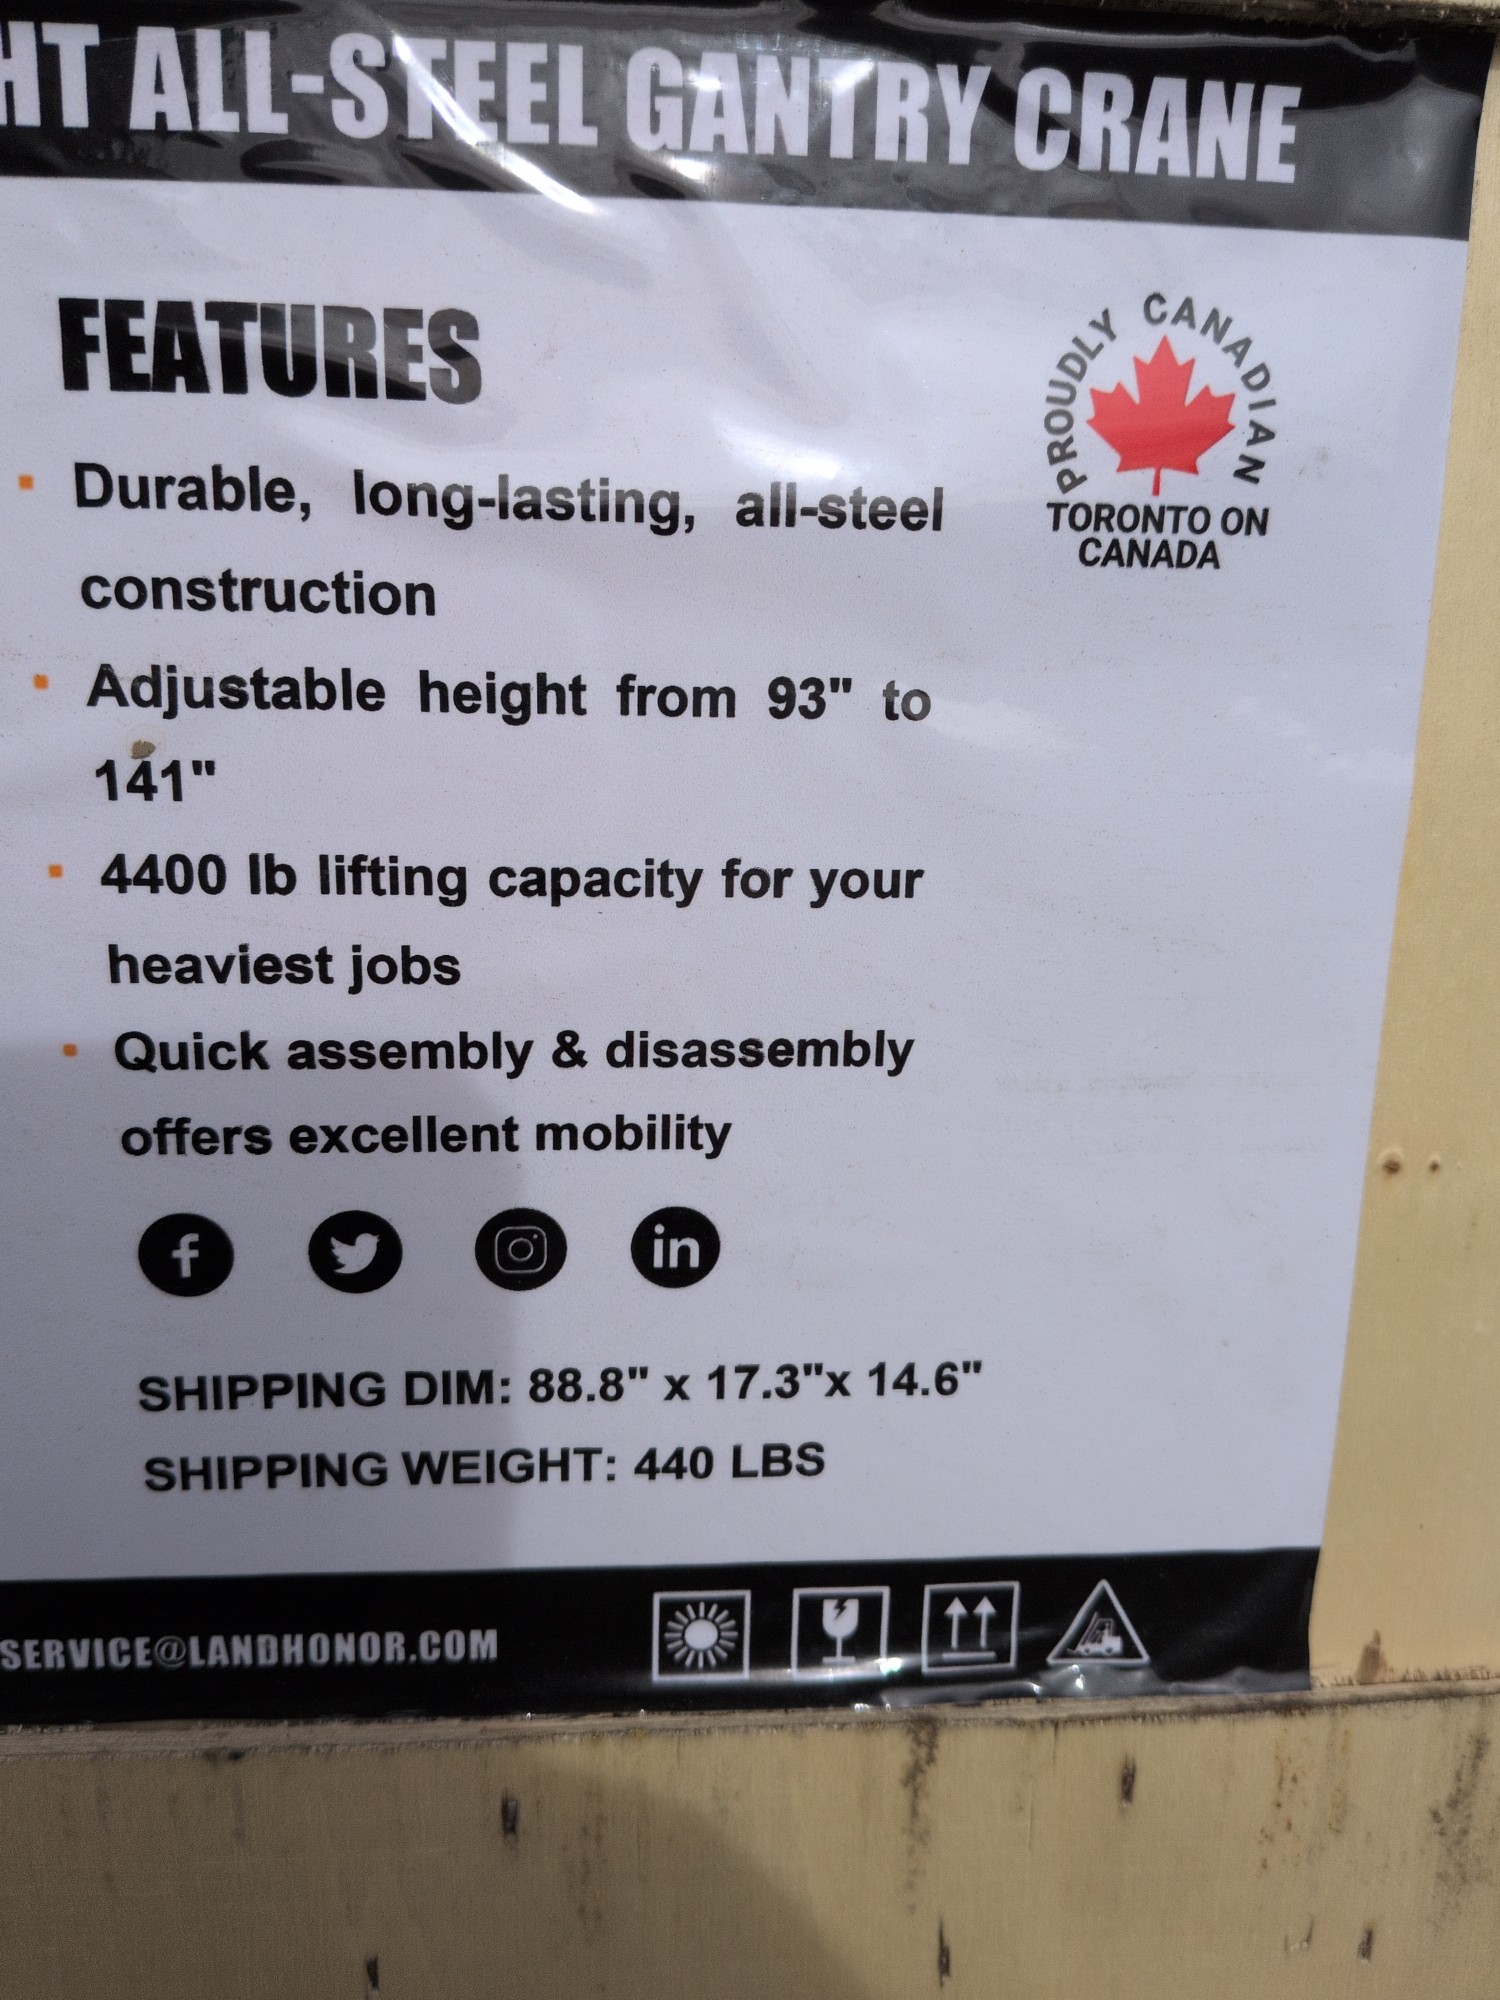 HT ALL-STEEL GANTRY CRANE
FEATURES
PROUDLY CANADIAN
TORONTO ON
CANADA
Durable, long-lasting, all-steel
construction
Adjustable height from 93" to
141"
4400 lb lifting capacity for your
heaviest jobs
Quick assembly & disassembly
offers excellent mobility
f
in
SHIPPING DIM: 88.8" x 17.3"x 14.6"
SHIPPING WEIGHT: 440 LBS
SERVICE@LANDHONOR.COM